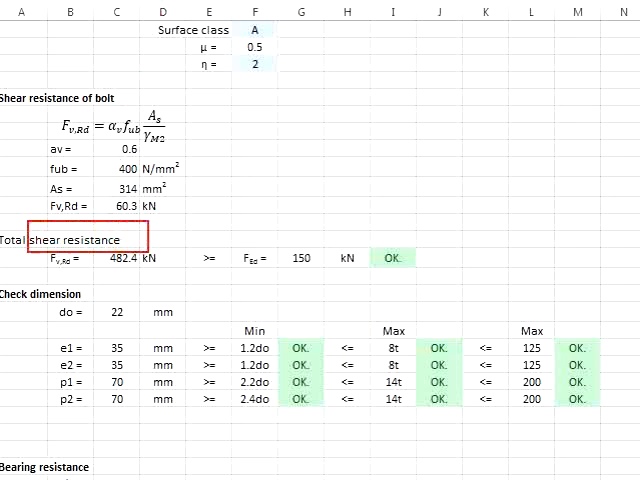 A B C D E F G H I J K L M N
Surface class A
μ = 0.5
η = 2
Shear resistance of bolt
F_v,Rd = α_v f_ub A_s / γ_M2
av = 0.6
fub = 400 N/mm²
As = 314 mm²
Fv,Rd = 60.3 kN
Total shear resistance
F_v,Rd = 482.4 kN >= F_Ed = 150 kN OK.
Check dimension
do = 22 mm
Min Max Max
e1 = 35 mm >= 1.2do OK. <= 8t OK. <= 125 OK.
e2 = 35 mm >= 1.2do OK. <= 8t OK. <= 125 OK.
p1 = 70 mm >= 2.2do OK. <= 14t OK. <= 200 OK.
p2 = 70 mm >= 2.4do OK. <= 14t OK. <= 200 OK.
Bearing resistance